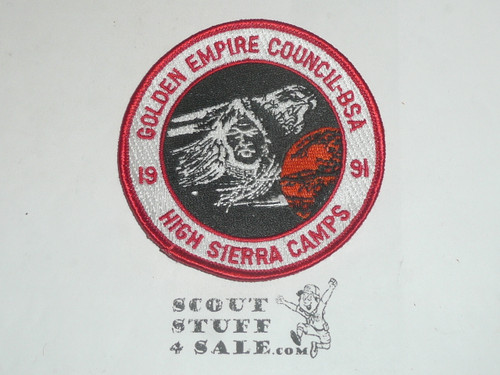 GOLDEN EMPIRE COUNCIL-BSA
19 91
HIGH SIERRA CAMPS
SCOUT
STUFF
4 SALE.COM